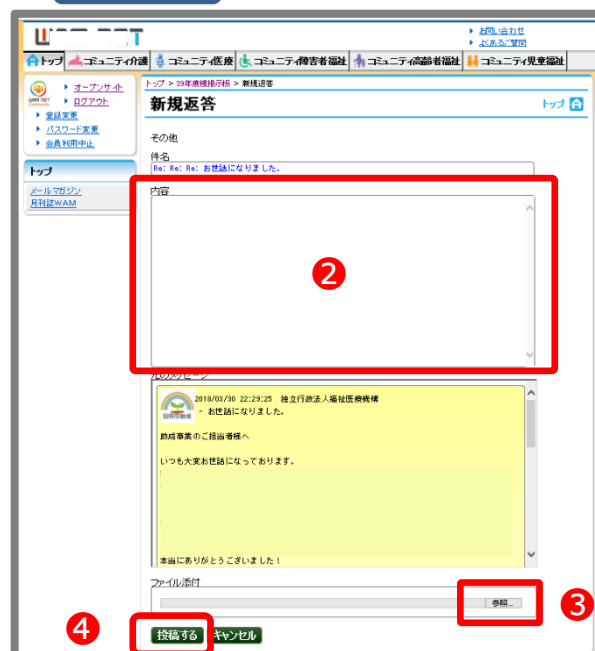 お問い合わせ
よくあるご質問
トップ コミュニティ介護 コミュニティ医療 コミュニティ障害者福祉 コミュニティ高齢者福祉 コミュニティ児童福祉
オープンサイト
ログアウト
登録変更
パスワード変更
会員利用中止
トップ
メールマガジン
月刊誌WAM
トップ > 29年度掲示板 > 新規返答
新規返答
トップ
その他
件名
Re: Re: Re: お世話になりました。
内容
2
元のメッセージ
2018/03/30 22:29:25 独立行政法人福祉医療機構
- お世話になりました。
助成事業のご担当者様へ
いつも大変お世話になっております。
本当にありがとうございました！
ファイル添付
参照...
3
4
投稿する キャンセル